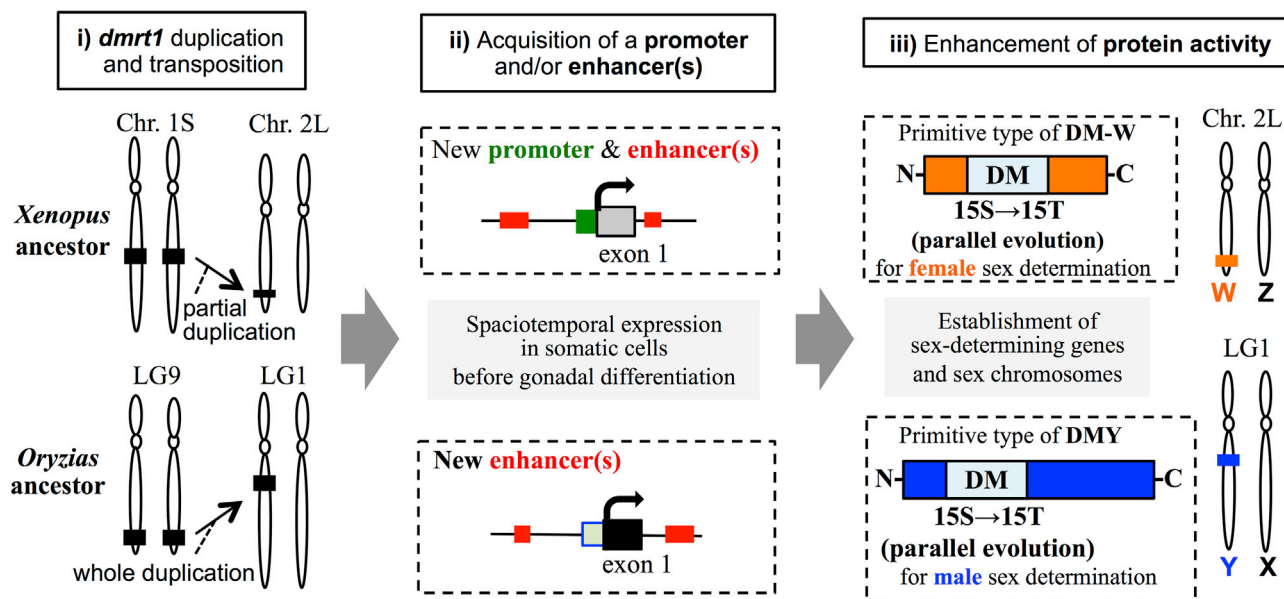 i) dmrt1 duplication
and transposition
Chr. 1S
Chr. 2L
Xenopus
ancestor
partial
duplication
LG9
LG1
Oryzias
ancestor
whole duplication
ii) Acquisition of a promoter
and/or enhancer(s)
New promoter & enhancer(s)
exon 1
Spaciotemporal expression
in somatic cells
before gonadal differentiation
New enhancer(s)
exon 1
iii) Enhancement of protein activity
Primitive type of DM-W
N DM C
15S→15T
(parallel evolution)
for female sex determination
Chr. 2L
W Z
Establishment of
sex-determining genes
and sex chromosomes
Primitive type of DMY
N DM C
15S→15T
(parallel evolution)
for male sex determination
LG1
Y X